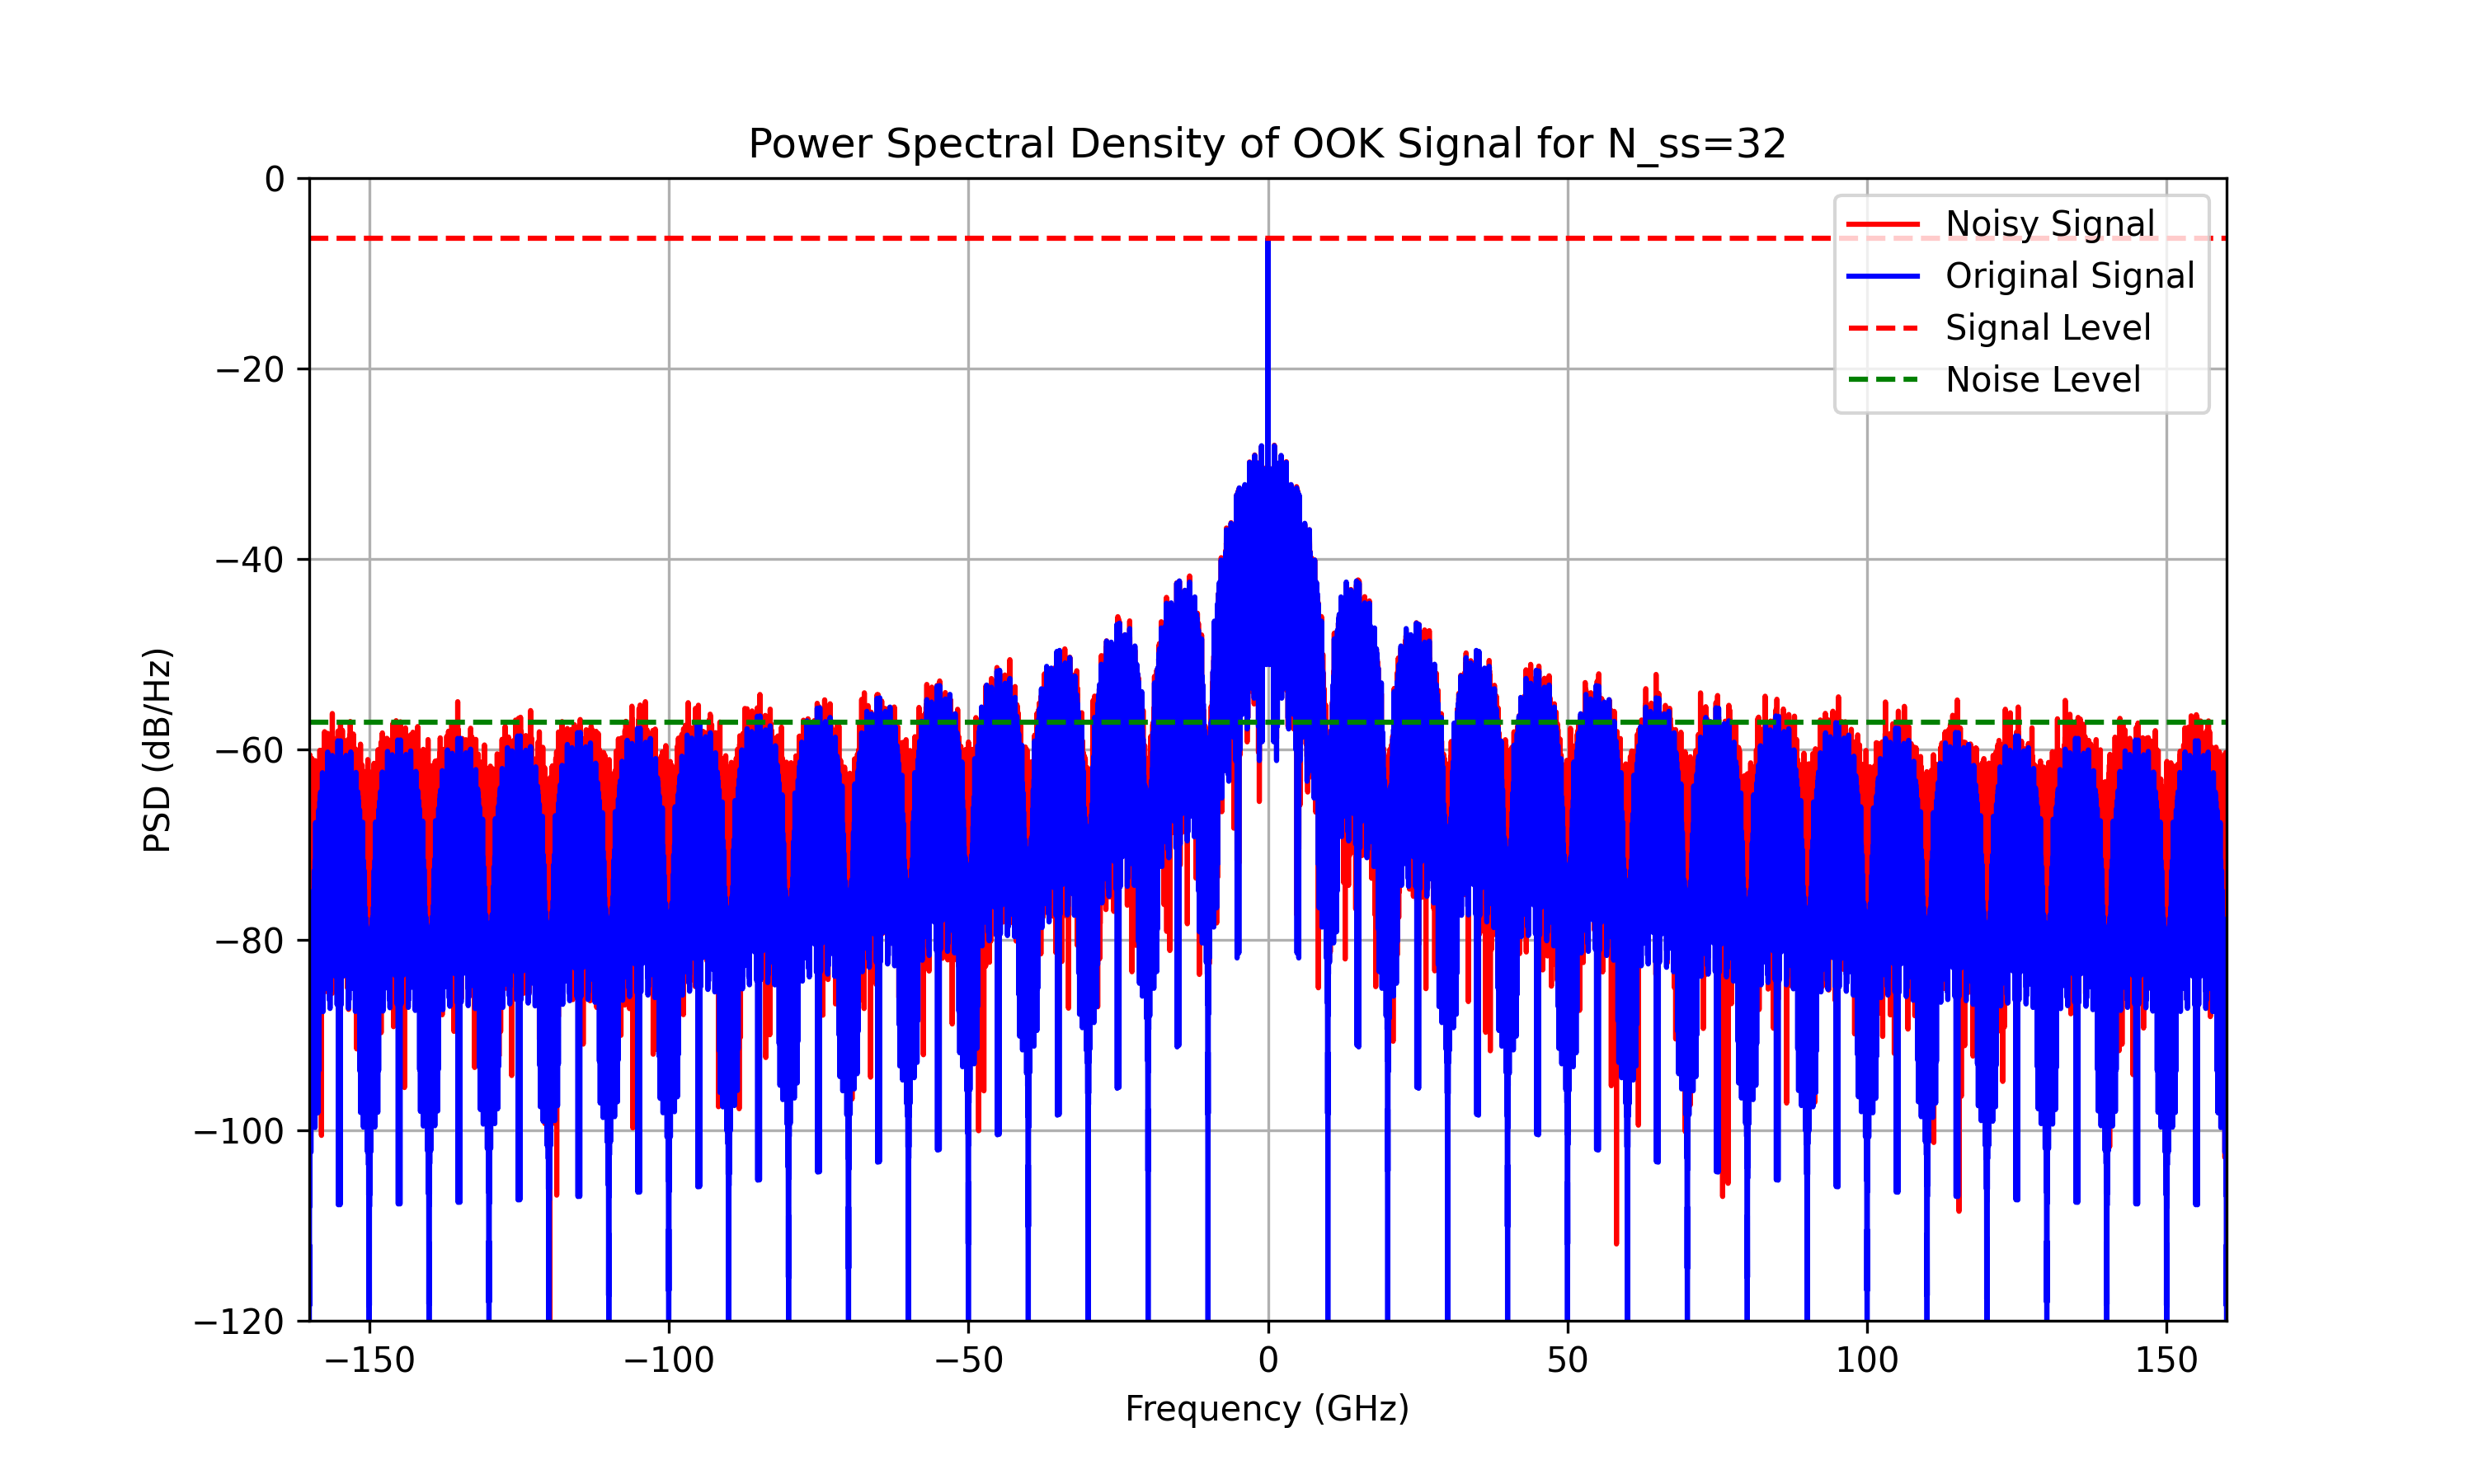 Power Spectral Density of OOK Signal for N_ss=32
0
−20
−40
−60
−80
−100
−120
PSD (dB/Hz)
Noisy Signal
Original Signal
Signal Level
Noise Level
−150 −100 −50 0 50 100 150
Frequency (GHz)